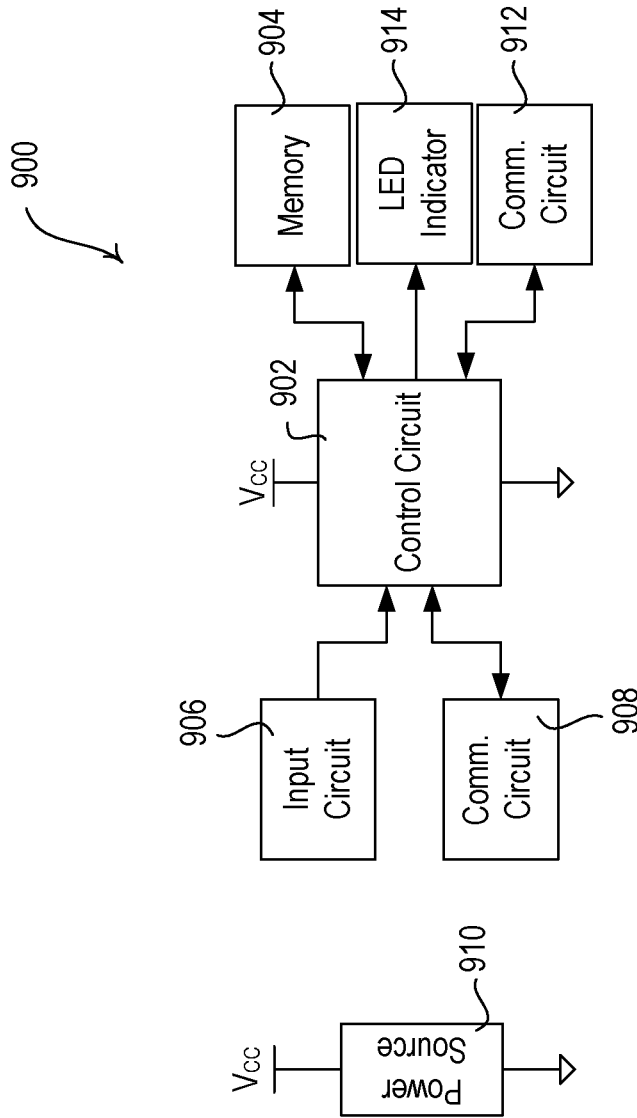 900
904
Memory
914
LED
Indicator
912
Comm.
Circuit
902
VCC
Control Circuit
906
Input
Circuit
908
Comm.
Circuit
910
VCC
Power
Source